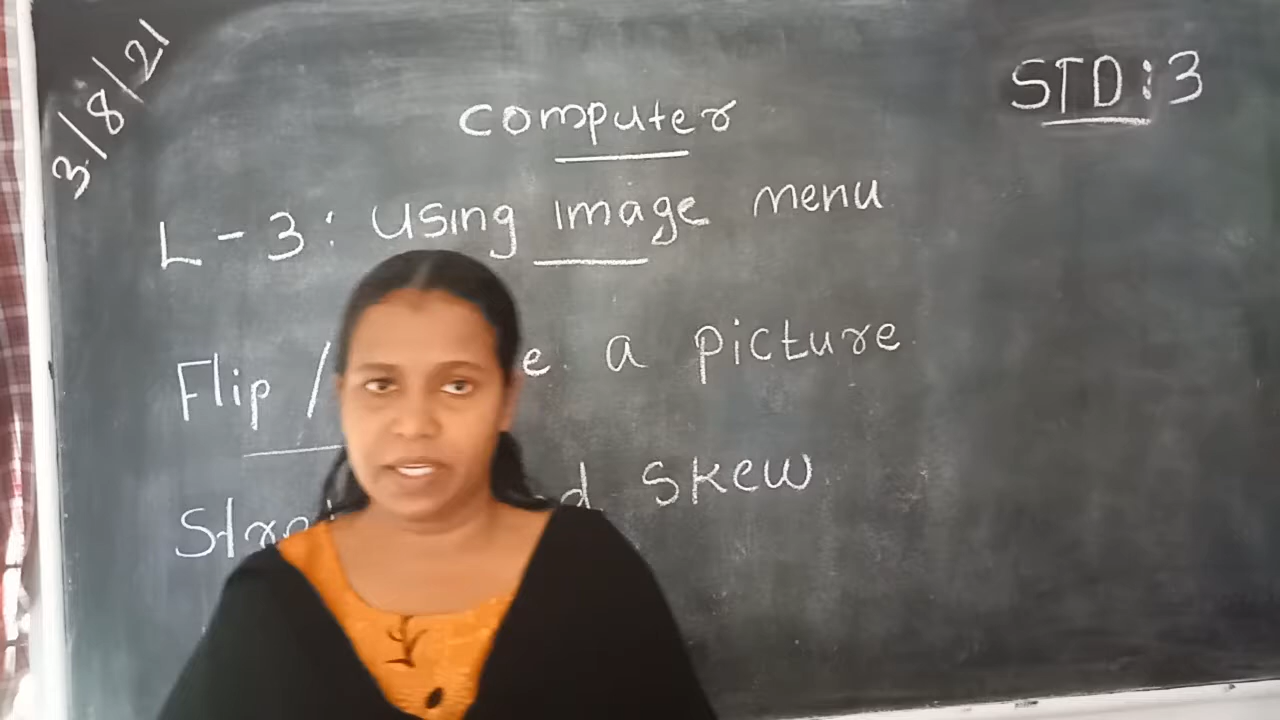 3/8/21
STD:3
computer
L-3: using image menu
Flip / a picture
skew